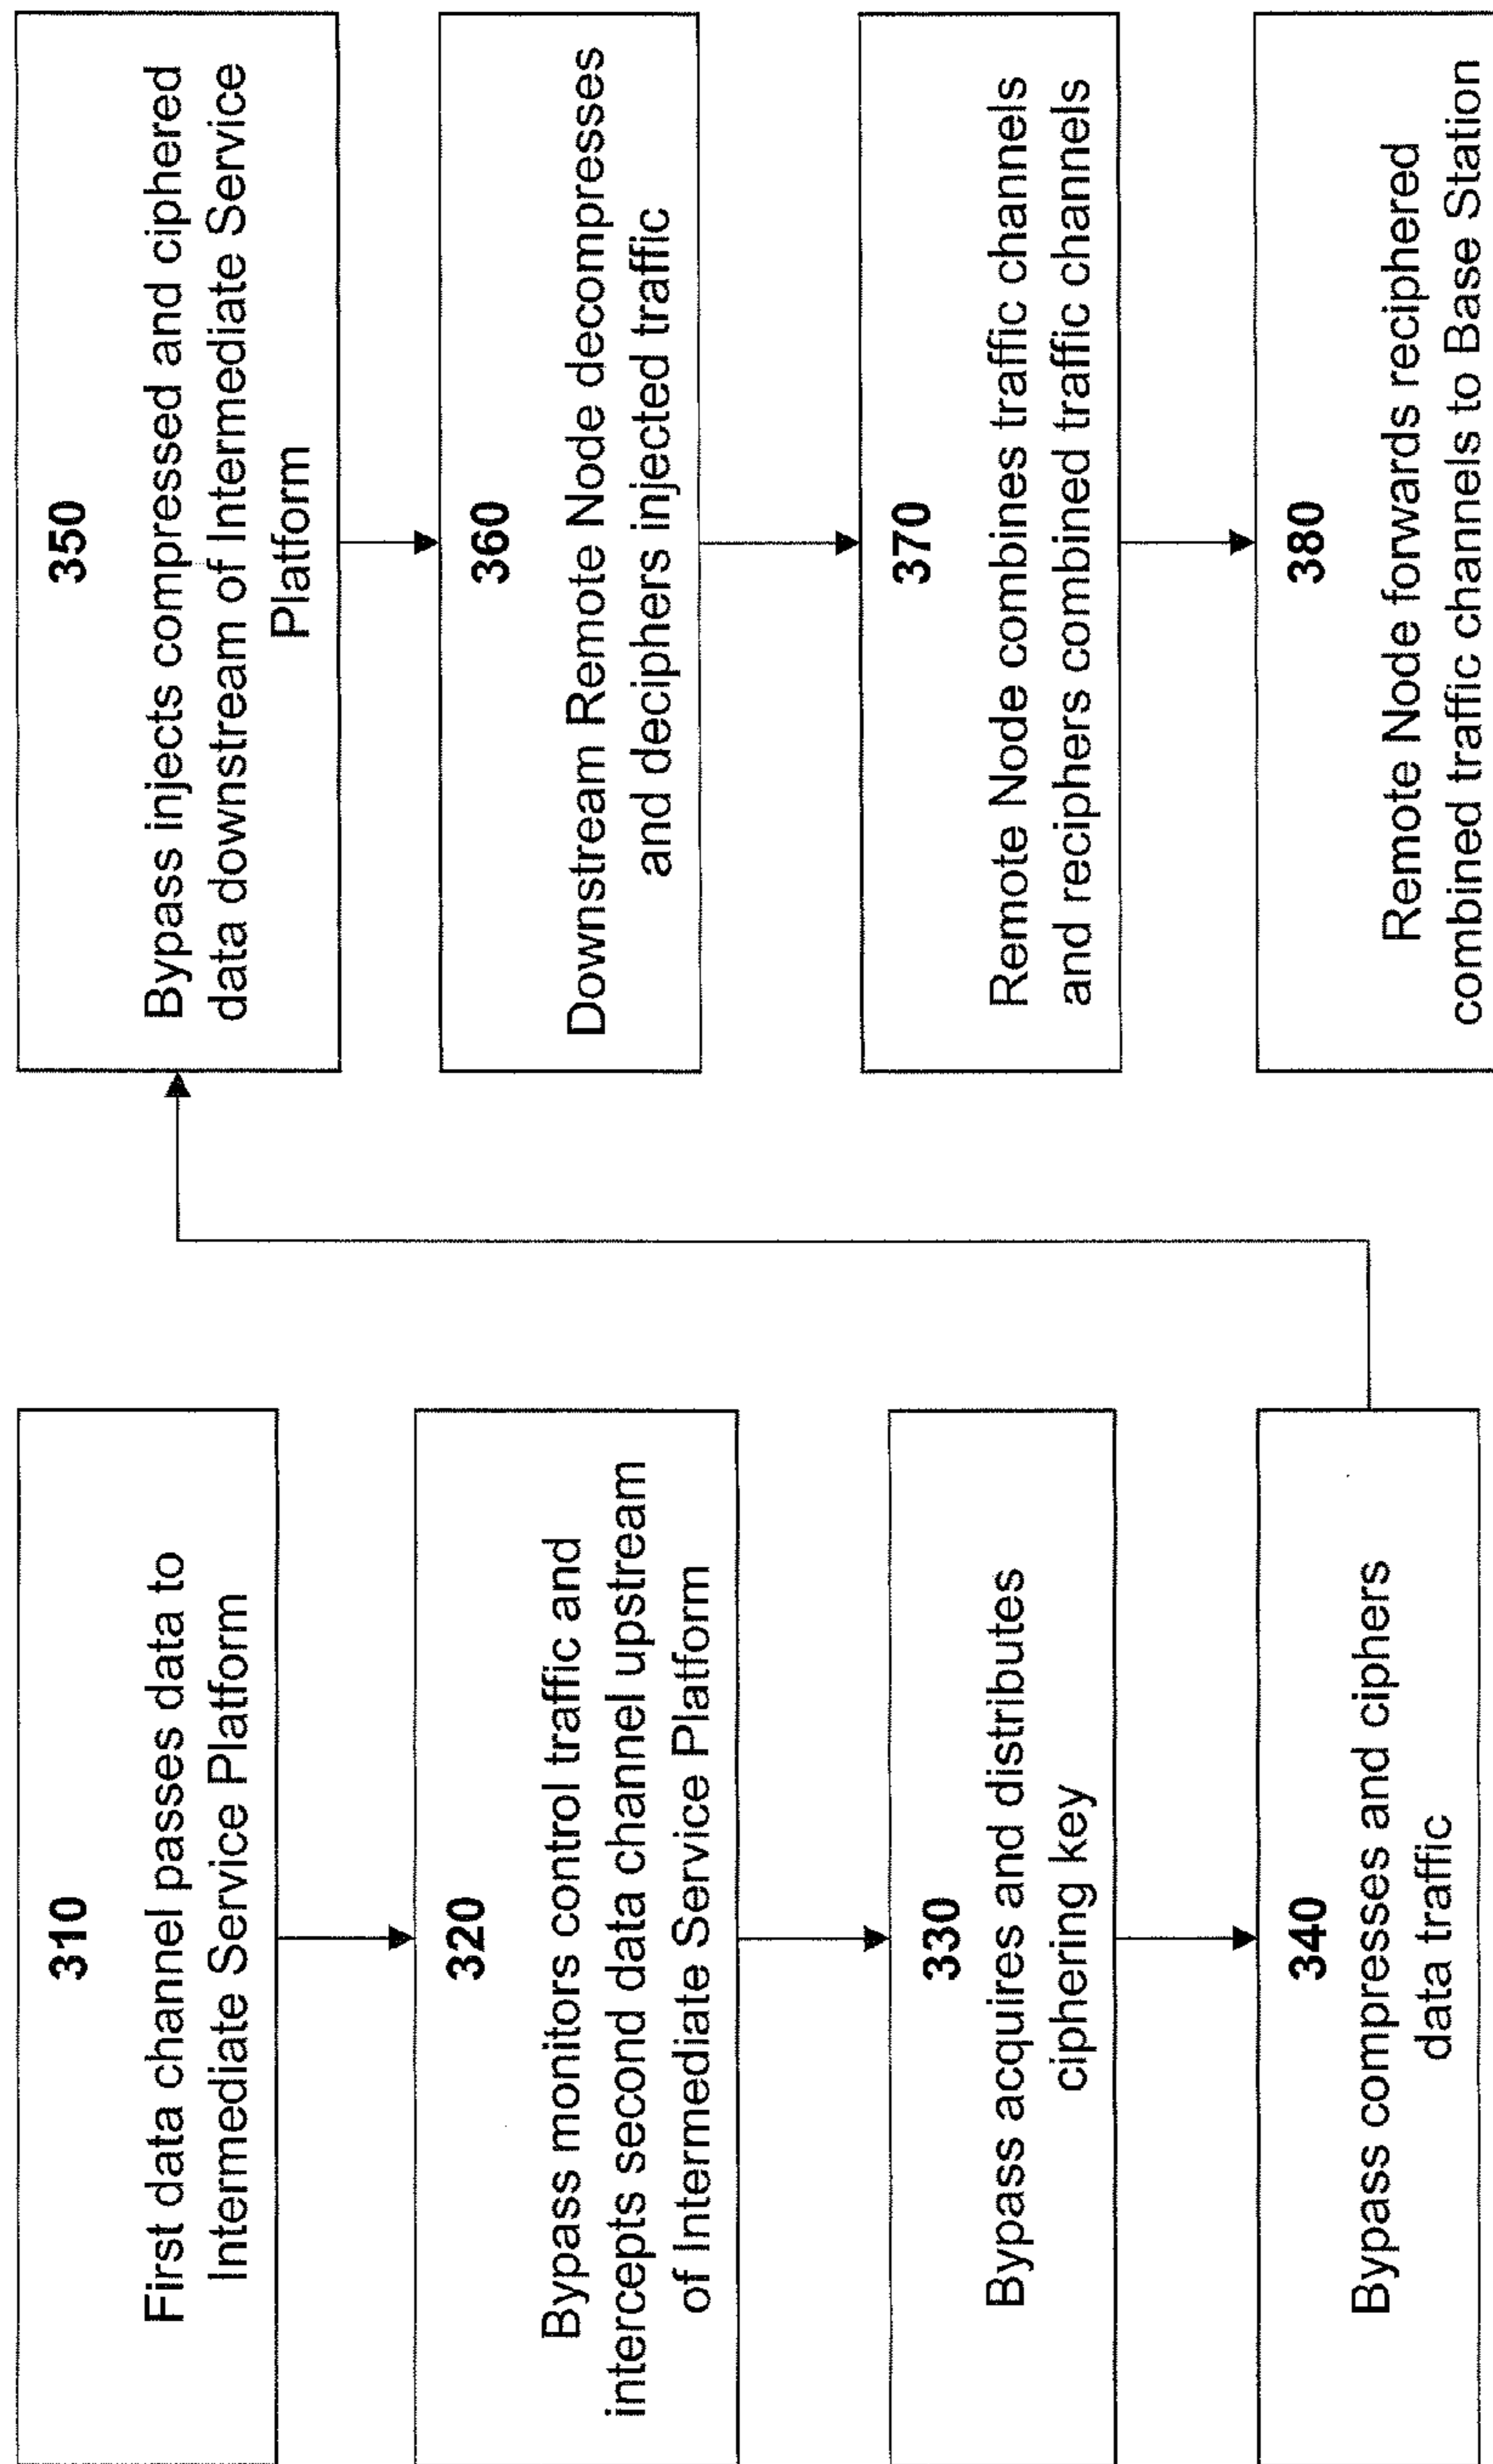 310
First data channel passes data to
Intermediate Service Platform
320
Bypass monitors control traffic and
intercepts second data channel upstream
of Intermediate Service Platform
330
Bypass acquires and distributes
ciphering key
340
Bypass compresses and ciphers
data traffic
350
Bypass injects compressed and ciphered
data downstream of Intermediate Service
Platform
360
Downstream Remote Node decompresses
and deciphers injected traffic
370
Remote Node combines traffic channels
and reciphers combined traffic channels
380
Remote Node forwards reciphered
combined traffic channels to Base Station